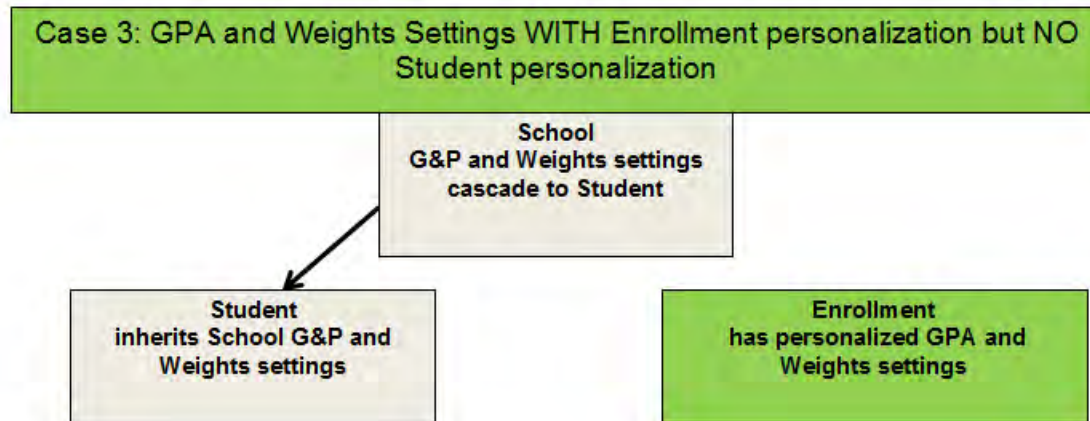 Case 3: GPA and Weights Settings WITH Enrollment personalization but NO
Student personalization
School
G&P and Weights settings
cascade to Student
Student
inherits School G&P and
Weights settings
Enrollment
has personalized GPA and
Weights settings